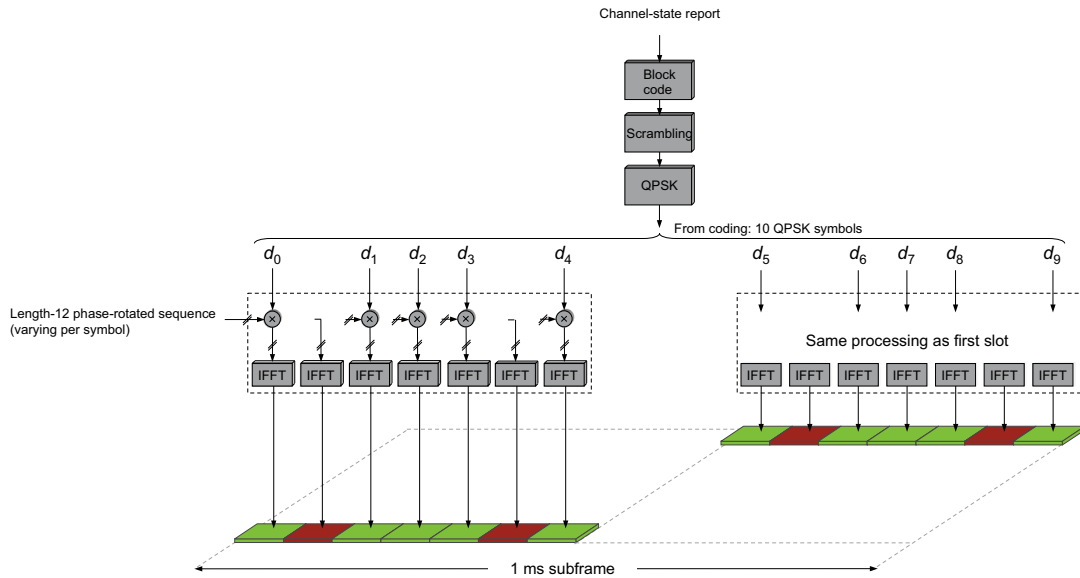 Channel-state report
Block
code
Scrambling
QPSK
From coding: 10 QPSK symbols
d0 d1 d2 d3 d4 d5 d6 d7 d8 d9
Length-12 phase-rotated sequence
(varying per symbol)
× × × × ×
Same processing as first slot
IFFT IFFT IFFT IFFT IFFT IFFT IFFT IFFT IFFT IFFT IFFT IFFT IFFT IFFT
1 ms subframe